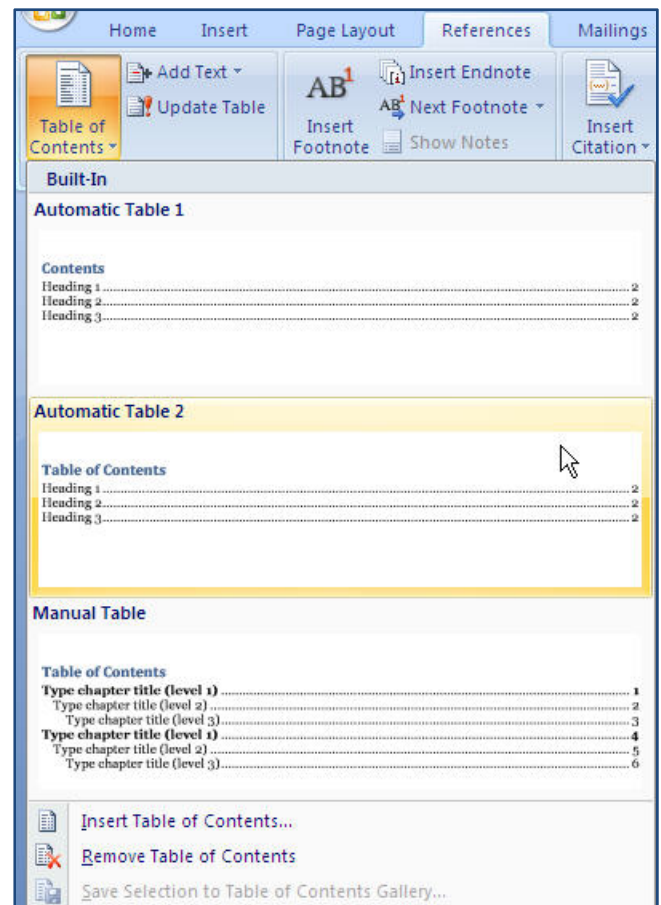 Home Insert Page Layout References Mailings
Table of Contents
Add Text
Update Table
AB1
Insert Footnote
Insert Endnote
AB1 Next Footnote
Show Notes
Insert Citation
Built-In
Automatic Table 1
Contents
Heading 1 2
Heading 2 2
Heading 3 2
Automatic Table 2
Table of Contents
Heading 1 2
Heading 2 2
Heading 3 2
Manual Table
Table of Contents
Type chapter title (level 1) 1
Type chapter title (level 2) 2
Type chapter title (level 3) 3
Type chapter title (level 1) 4
Type chapter title (level 2) 5
Type chapter title (level 3) 6
Insert Table of Contents...
Remove Table of Contents
Save Selection to Table of Contents Gallery...